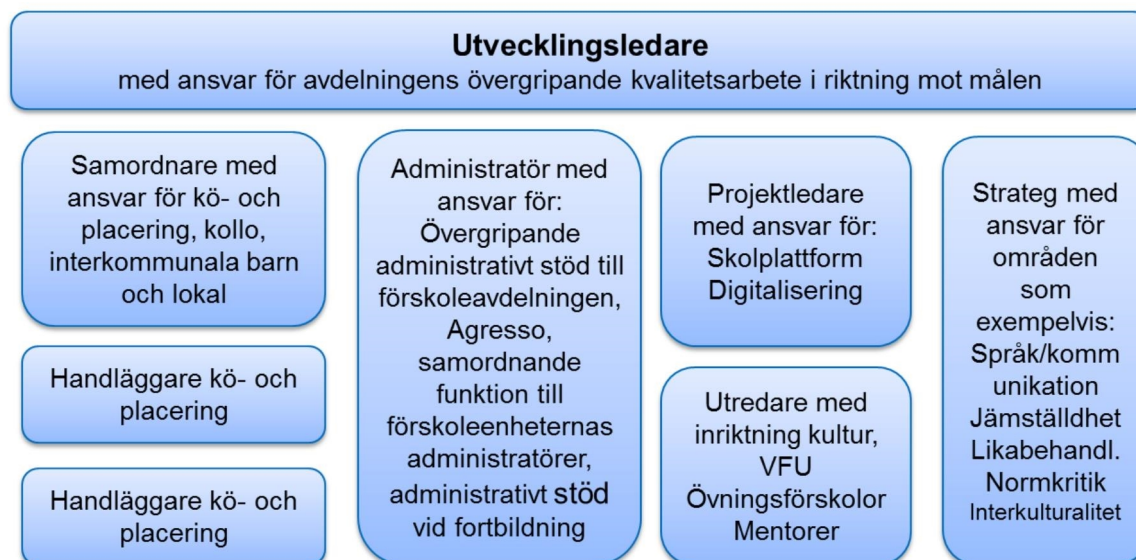 Utvecklingsledare
med ansvar för avdelningens övergripande kvalitetsarbete i riktning mot målen
Samordnare med
ansvar för kö- och
placering, kollo,
interkommunala barn
och lokal
Handläggare kö- och
placering
Handläggare kö- och
placering
Administratör med
ansvar för:
Övergripande
administrativt stöd till
förskoleavdelningen,
Agresso,
samordnande
funktion till
förskoleenheternas
administratörer,
administrativt stöd
vid fortbildning
Projektledare
med ansvar för:
Skolplattform
Digitalisering
Utredare med
inriktning kultur,
VFU
Övningsförskolor
Mentorer
Strateg med
ansvar för
områden
som
exempelvis:
Språk/komm
unikation
Jämställdhet
Likabehandl.
Normkritik
Interkulturalitet